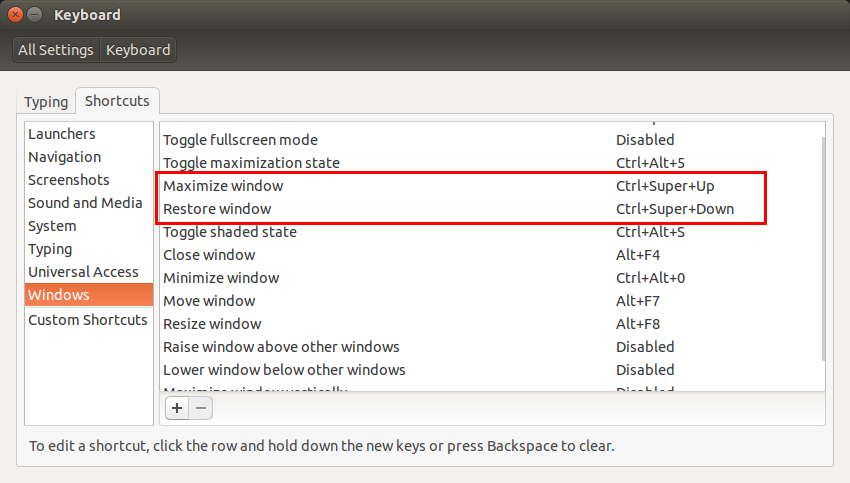 Keyboard
All Settings Keyboard
Typing Shortcuts
Launchers
Navigation
Screenshots
Sound and Media
System
Typing
Universal Access
Windows
Custom Shortcuts
Toggle fullscreen mode Disabled
Toggle maximization state Ctrl+Alt+5
Maximize window Ctrl+Super+Up
Restore window Ctrl+Super+Down
Toggle shaded state Ctrl+Alt+S
Close window Alt+F4
Minimize window Ctrl+Alt+0
Move window Alt+F7
Resize window Alt+F8
Raise window above other windows Disabled
Lower window below other windows Disabled
Maximize window vertically Disabled
To edit a shortcut, click the row and hold down the new keys or press Backspace to clear.